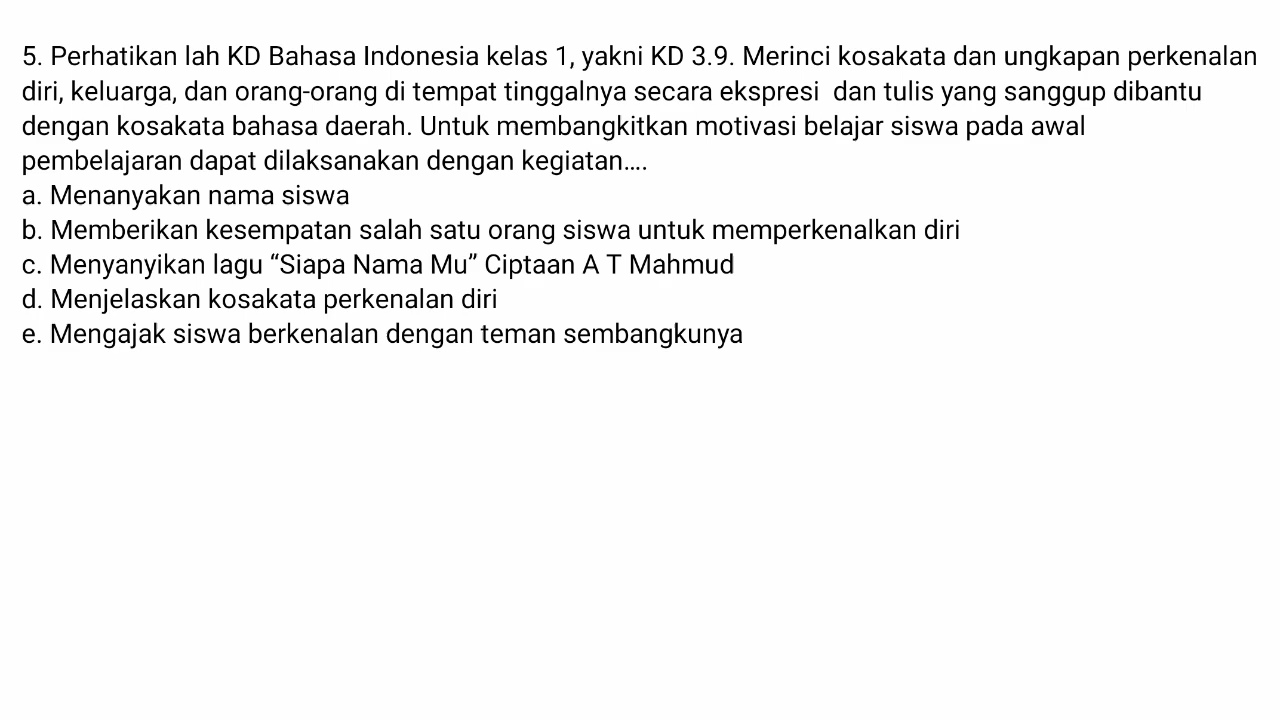 5. Perhatikan lah KD Bahasa Indonesia kelas 1, yakni KD 3.9. Merinci kosakata dan ungkapan perkenalan
diri, keluarga, dan orang-orang di tempat tinggalnya secara ekspresi  dan tulis yang sanggup dibantu
dengan kosakata bahasa daerah. Untuk membangkitkan motivasi belajar siswa pada awal
pembelajaran dapat dilaksanakan dengan kegiatan....
a. Menanyakan nama siswa
b. Memberikan kesempatan salah satu orang siswa untuk memperkenalkan diri
c. Menyanyikan lagu “Siapa Nama Mu” Ciptaan A T Mahmud
d. Menjelaskan kosakata perkenalan diri
e. Mengajak siswa berkenalan dengan teman sembangkunya